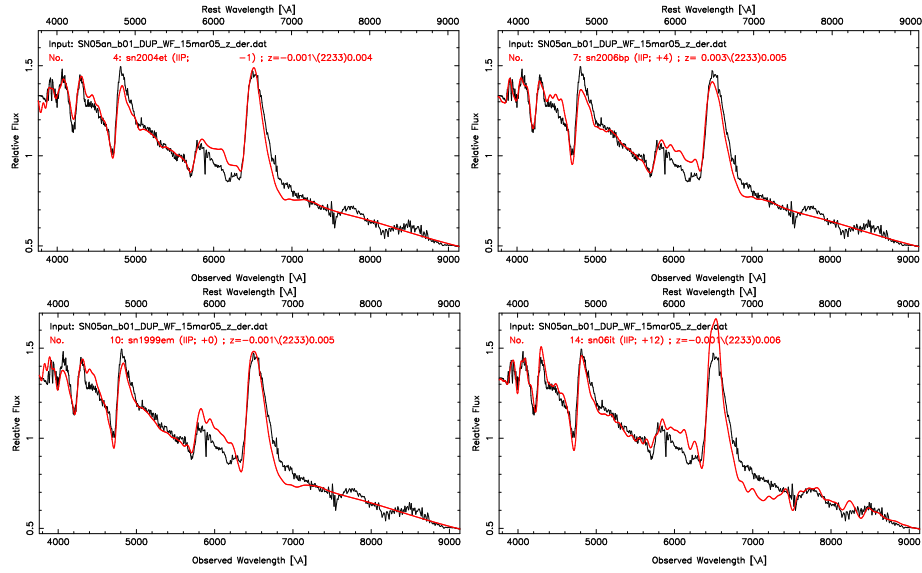 Rest Wavelength [\A]
4000 5000 6000 7000 8000 9000
Input: SN05an_b01_DUP_WF_15mar05_z_der.dat
No. 4: sn2004et (IIP; −1) ; z=−0.001\(2233)0.004
Relative Flux
0.5 1 1.5
4000 5000 6000 7000 8000 9000
Observed Wavelength [\A]
Rest Wavelength [\A]
4000 5000 6000 7000 8000 9000
Input: SN05an_b01_DUP_WF_15mar05_z_der.dat
No. 7: sn2006bp (IIP; +4) ; z= 0.003\(2233)0.005
Relative Flux
0.5 1 1.5
4000 5000 6000 7000 8000 9000
Observed Wavelength [\A]
Rest Wavelength [\A]
4000 5000 6000 7000 8000 9000
Input: SN05an_b01_DUP_WF_15mar05_z_der.dat
No. 10: sn1999em (IIP; +0) ; z=−0.001\(2233)0.005
Relative Flux
0.5 1 1.5
4000 5000 6000 7000 8000 9000
Observed Wavelength [\A]
Rest Wavelength [\A]
4000 5000 6000 7000 8000 9000
Input: SN05an_b01_DUP_WF_15mar05_z_der.dat
No. 14: sn06it (IIP; +12) ; z=−0.001\(2233)0.006
Relative Flux
0.5 1 1.5
4000 5000 6000 7000 8000 9000
Observed Wavelength [\A]